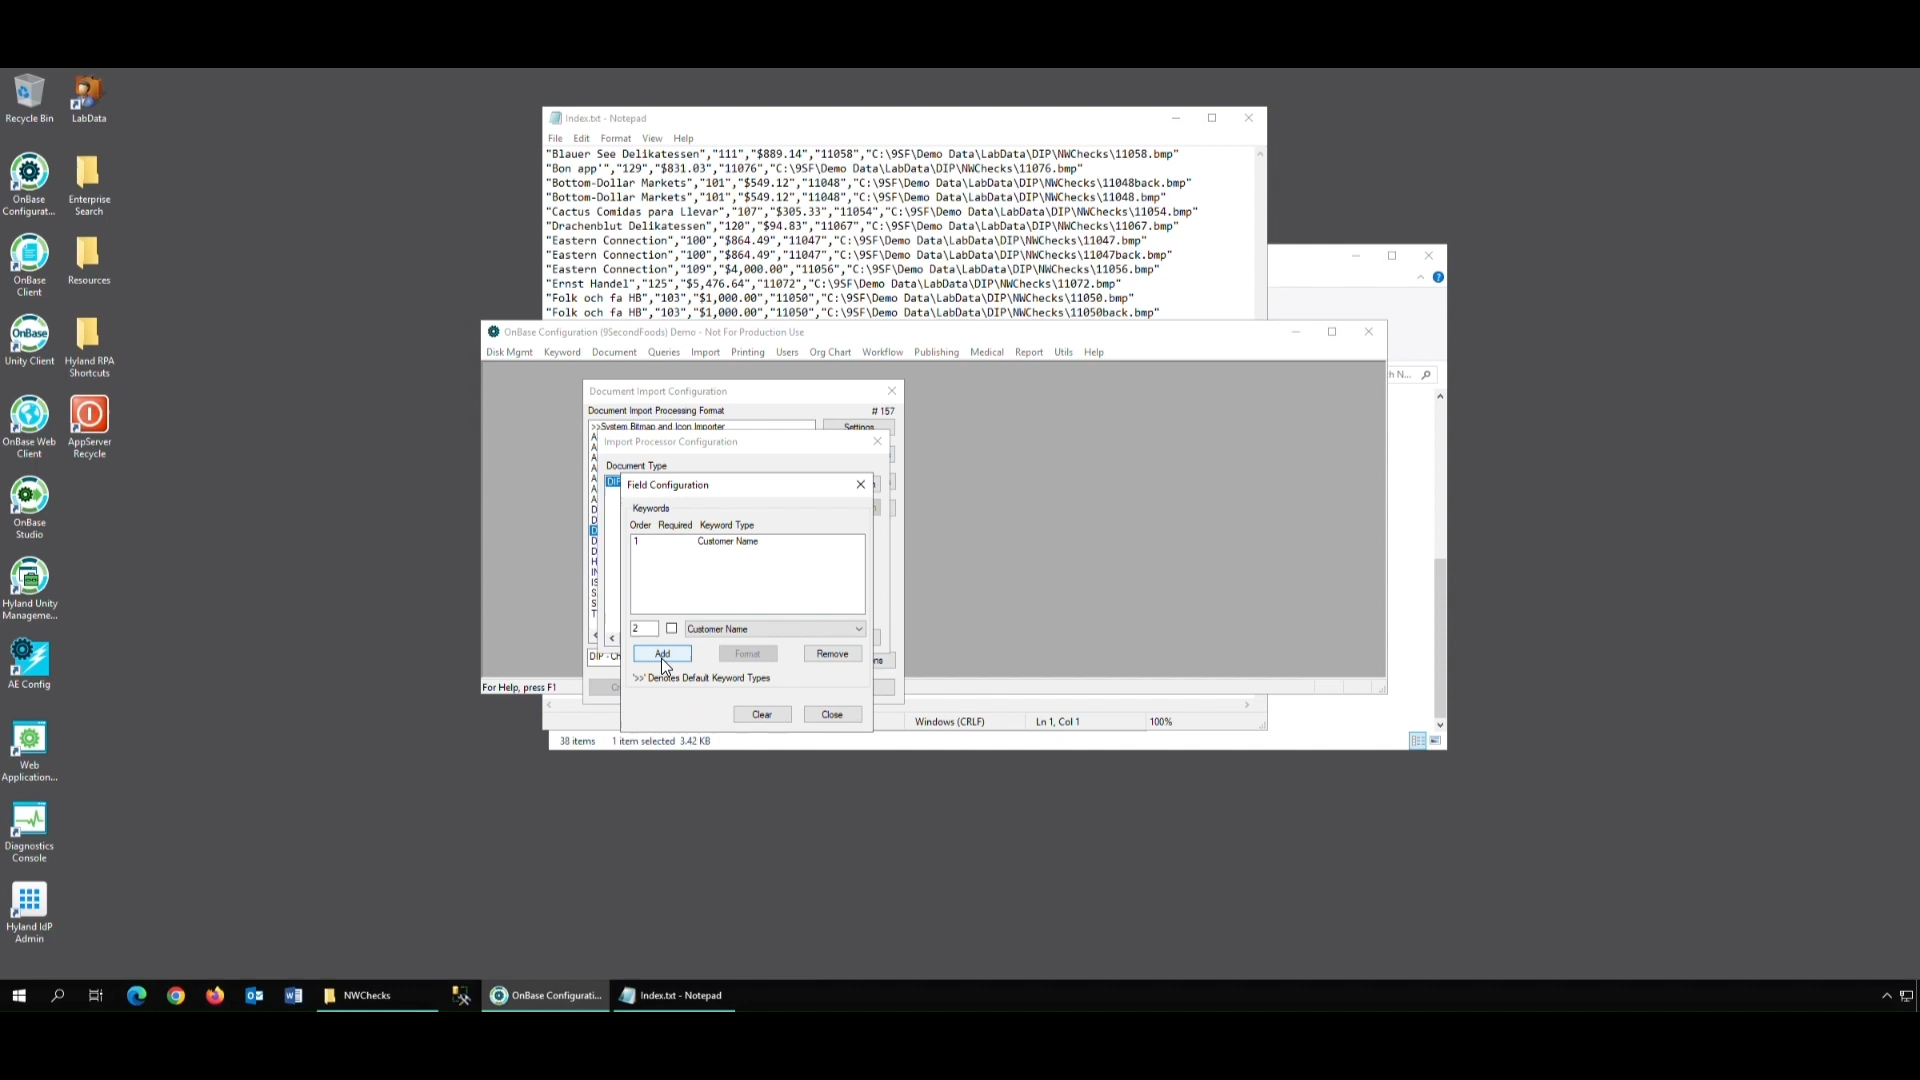 Recycle Bin
LabData
OnBase
Configurat...
Enterprise
Search
OnBase
Client
Resources
OnBase
Unity Client
Hyland RPA
Shortcuts
OnBase Web
Client
AppServer
Recycle
OnBase
Studio
Hyland Unity
Manageme...
AE Config
Web
Application...
Diagnostics
Console
Hyland IdP
Admin
Index.txt - Notepad
File Edit Format View Help
"Blauer See Delikatessen","111","$889.14","11058","C:\9SF\Demo Data\LabData\DIP\NWChecks\11058.bmp"
"Bon app'","129","$831.03","11076","C:\9SF\Demo Data\LabData\DIP\NWChecks\11076.bmp"
"Bottom-Dollar Markets","101","$549.12","11048","C:\9SF\Demo Data\LabData\DIP\NWChecks\11048back.bmp"
"Bottom-Dollar Markets","101","$549.12","11048","C:\9SF\Demo Data\LabData\DIP\NWChecks\11048.bmp"
"Cactus Comidas para Llevar","107","$305.33","11054","C:\9SF\Demo Data\LabData\DIP\NWChecks\11054.bmp"
"Drachenblut Delikatessen","120","$94.83","11067","C:\9SF\Demo Data\LabData\DIP\NWChecks\11067.bmp"
"Eastern Connection","100","$864.49","11047","C:\9SF\Demo Data\LabData\DIP\NWChecks\11047.bmp"
"Eastern Connection","100","$864.49","11047","C:\9SF\Demo Data\LabData\DIP\NWChecks\11047back.bmp"
"Eastern Connection","109","$4,000.00","11056","C:\9SF\Demo Data\LabData\DIP\NWChecks\11056.bmp"
"Ernst Handel","125","$5,476.64","11072","C:\9SF\Demo Data\LabData\DIP\NWChecks\11072.bmp"
"Folk och fa HB","103","$1,000.00","11050","C:\9SF\Demo Data\LabData\DIP\NWChecks\11050.bmp"
"Folk och fa HB","103","$1,000.00","11050","C:\9SF\Demo Data\LabData\DIP\NWChecks\11050back.bmp"
OnBase Configuration (9SecondFoods) Demo - Not For Production Use
Disk Mgmt Keyword Document Queries Import Printing Users Org Chart Workflow Publishing Medical Report Utils Help
h N...
Document Import Configuration
Document Import Processing Format # 157
>>System Bitmap and Icon Importer
Settings
Import Processor Configuration
Document Type
DIP
Field Configuration
Keywords
Order Required Keyword Type
1 Customer Name
2 Customer Name
Add Format Remove
DIP - Ch
'>>' Denotes Default Keyword Types
Clear Close
For Help, press F1
Windows (CRLF) Ln 1, Col 1 100%
38 items 1 item selected 3.42 KB
NWChecks
OnBase Configurati...
Index.txt - Notepad